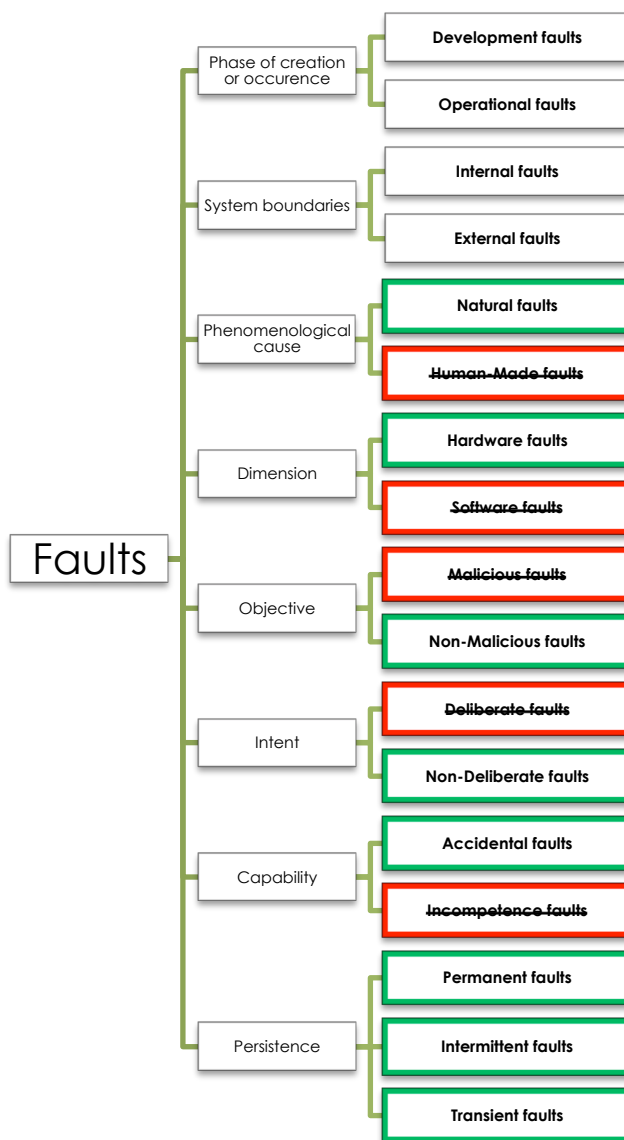 Faults
Phase of creation
or occurence
Development faults
Operational faults
System boundaries
Internal faults
External faults
Phenomenological
cause
Natural faults
Human-Made faults
Dimension
Hardware faults
Software faults
Objective
Malicious faults
Non-Malicious faults
Intent
Deliberate faults
Non-Deliberate faults
Capability
Accidental faults
Incompetence faults
Persistence
Permanent faults
Intermittent faults
Transient faults